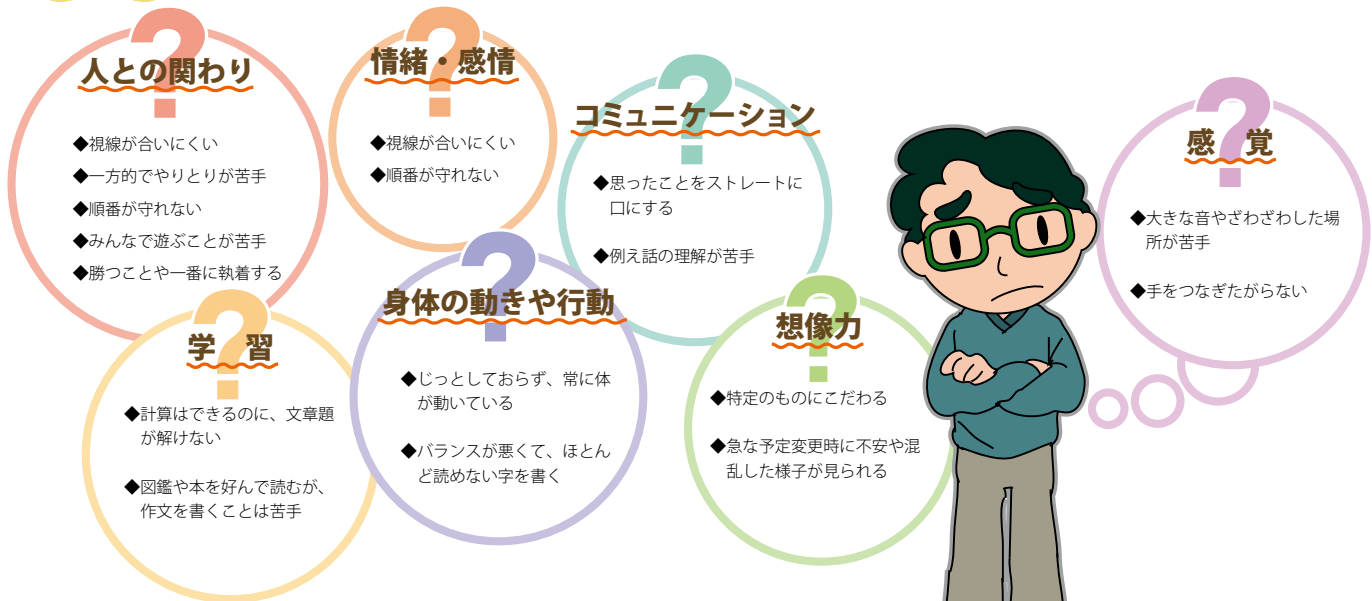 人との関わり
◆視線が合いにくい
◆一方的でやりとりが苦手
◆順番が守れない
◆みんなで遊ぶことが苦手
◆勝つことや一番に執着する
情緒・感情
◆視線が合いにくい
◆順番が守れない
コミュニケーション
◆思ったことをストレートに
口にする
◆例え話の理解が苦手
感 覚
◆大きな音やざわざわした場
所が苦手
◆手をつなぎたがらない
学 習
◆計算はできるのに、文章題
が解けない
◆図鑑や本を好んで読むが、
作文を書くことは苦手
身体の動きや行動
◆じっとしておらず、常に体
が動いている
◆バランスが悪くて、ほとん
ど読めない字を書く
想像力
◆特定のものにこだわる
◆急な予定変更時に不安や混
乱した様子が見られる